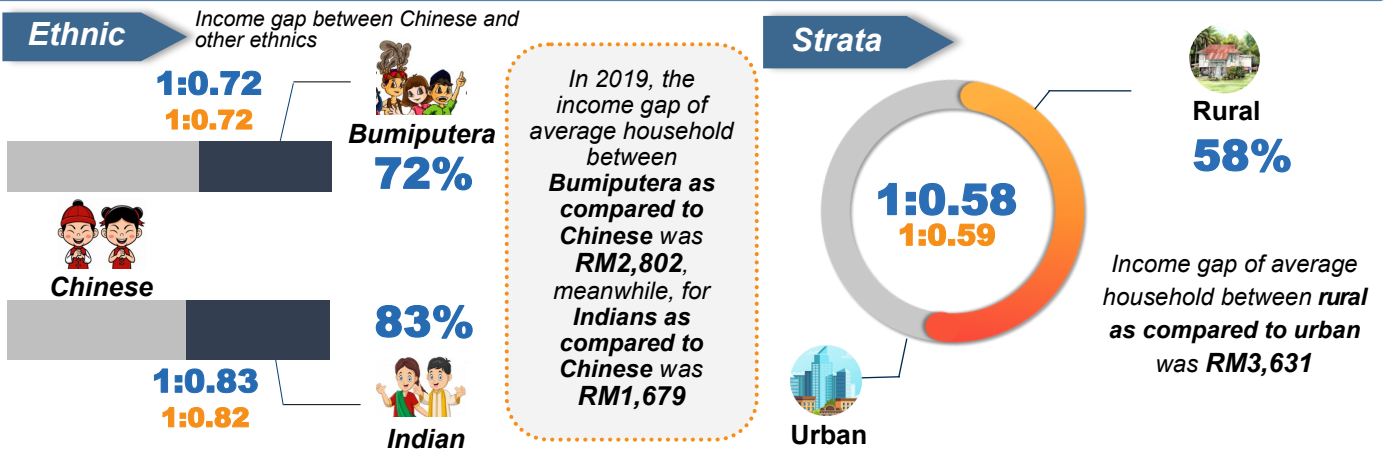 Ethnic
Income gap between Chinese and
other ethnics
1:0.72
1:0.72
Bumiputera
72%
Chinese
83%
1:0.83
1:0.82
Indian
In 2019, the
income gap of
average household
between
Bumiputera as
compared to
Chinese was
RM2,802,
meanwhile, for
Indians as
compared to
Chinese was
RM1,679
Strata
Rural
58%
1:0.58
1:0.59
Urban
Income gap of average
household between rural
as compared to urban
was RM3,631